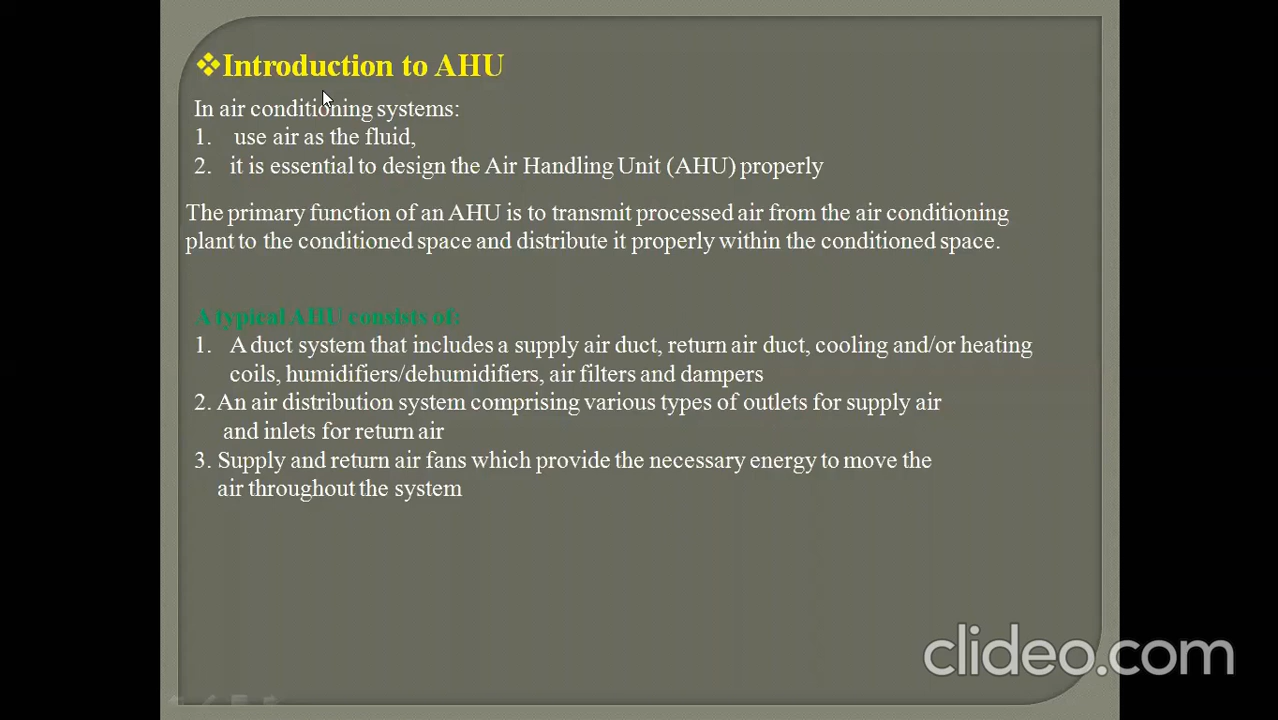 ❖Introduction to AHU
In air conditioning systems:
1. use air as the fluid,
2. it is essential to design the Air Handling Unit (AHU) properly
The primary function of an AHU is to transmit processed air from the air conditioning
plant to the conditioned space and distribute it properly within the conditioned space.
A typical AHU consists of:
1. A duct system that includes a supply air duct, return air duct, cooling and/or heating
coils, humidifiers/dehumidifiers, air filters and dampers
2. An air distribution system comprising various types of outlets for supply air
and inlets for return air
3. Supply and return air fans which provide the necessary energy to move the
air throughout the system
clideo.com